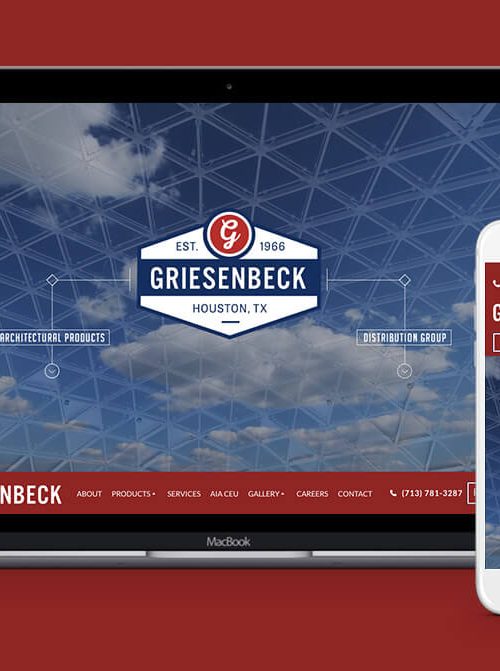 G
EST. 1966
GRIESENBECK
HOUSTON, TX
ARCHITECTURAL PRODUCTS
DISTRIBUTION GROUP
NBECK ABOUT PRODUCTS SERVICES AIA CEU GALLERY CAREERS CONTACT (713) 781-3287
MacBook
G